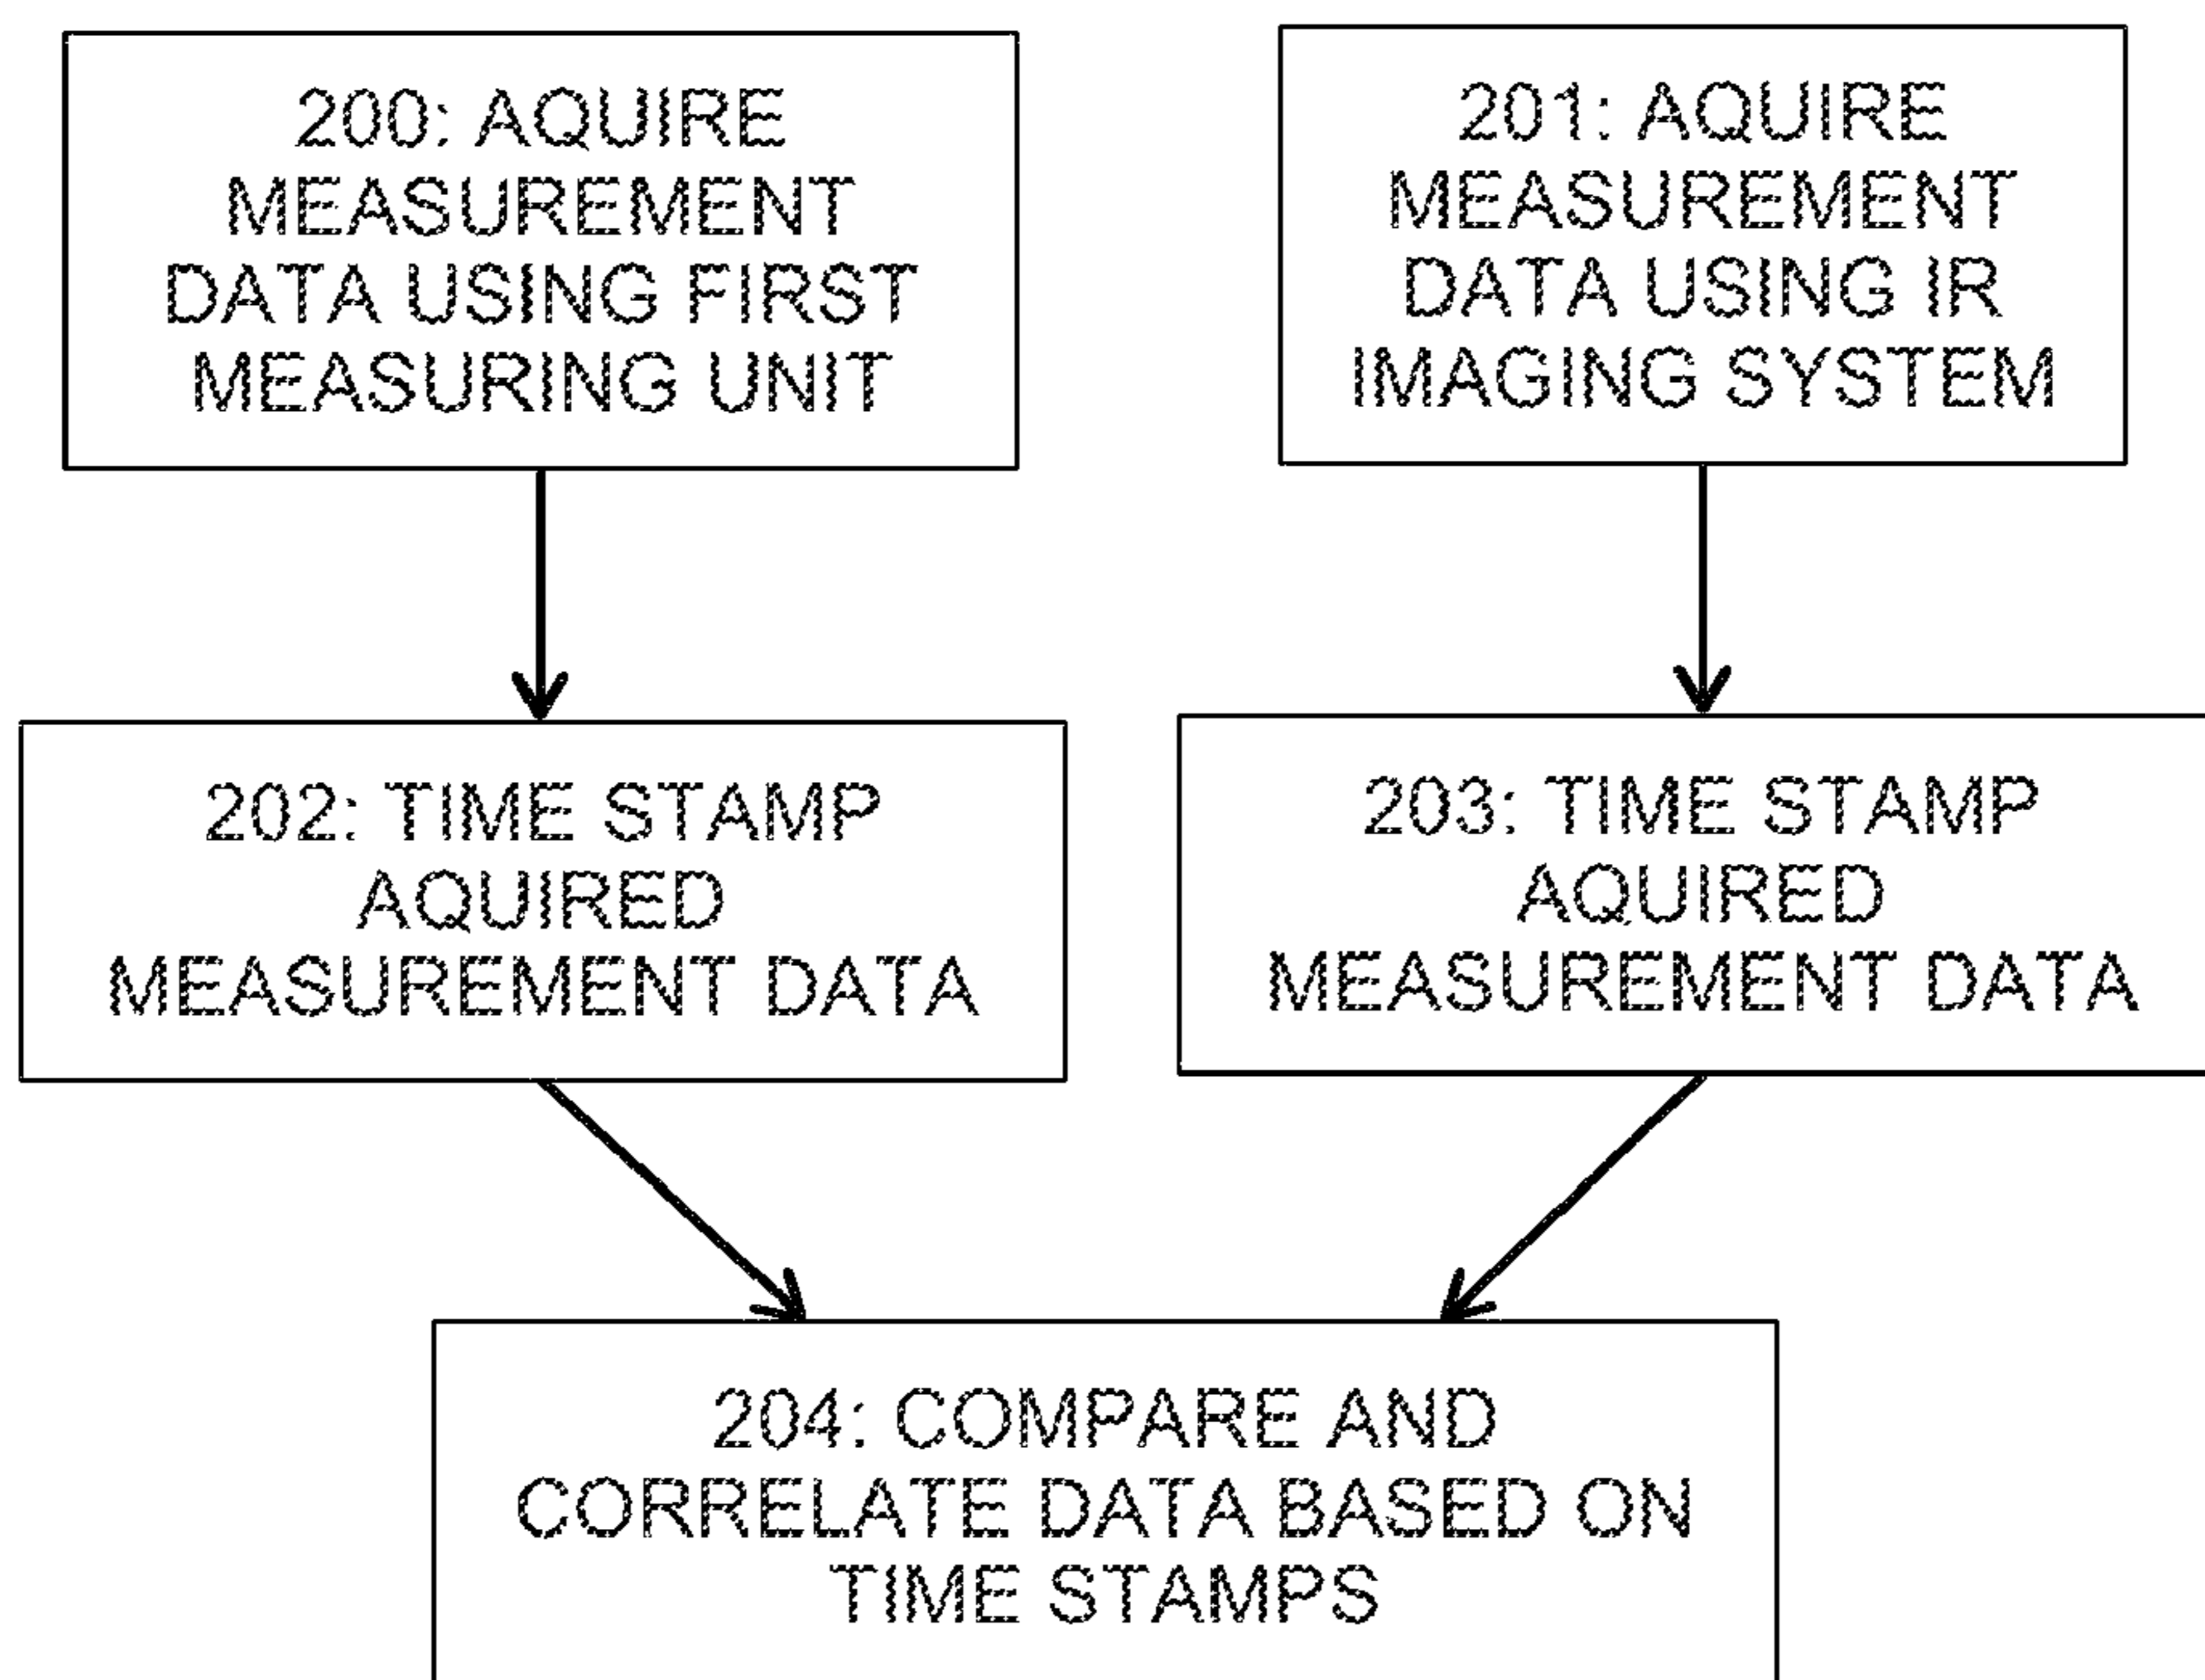 200: AQUIRE
MEASUREMENT
DATA USING FIRST
MEASURING UNIT
201: AQUIRE
MEASUREMENT
DATA USING IR
IMAGING SYSTEM
202: TIME STAMP
AQUIRED
MEASUREMENT DATA
203: TIME STAMP
AQUIRED
MEASUREMENT DATA
204: COMPARE AND
CORRELATE DATA BASED ON
TIME STAMPS